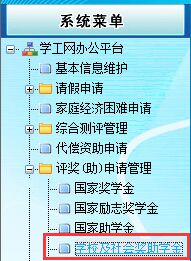 系统菜单
学工网办公平台
基本信息维护
请假申请
家庭经济困难申请
综合测评管理
代偿资助申请
评奖(助)申请管理
国家奖学金
国家励志奖学金
国家助学金
学校及社会奖助学金